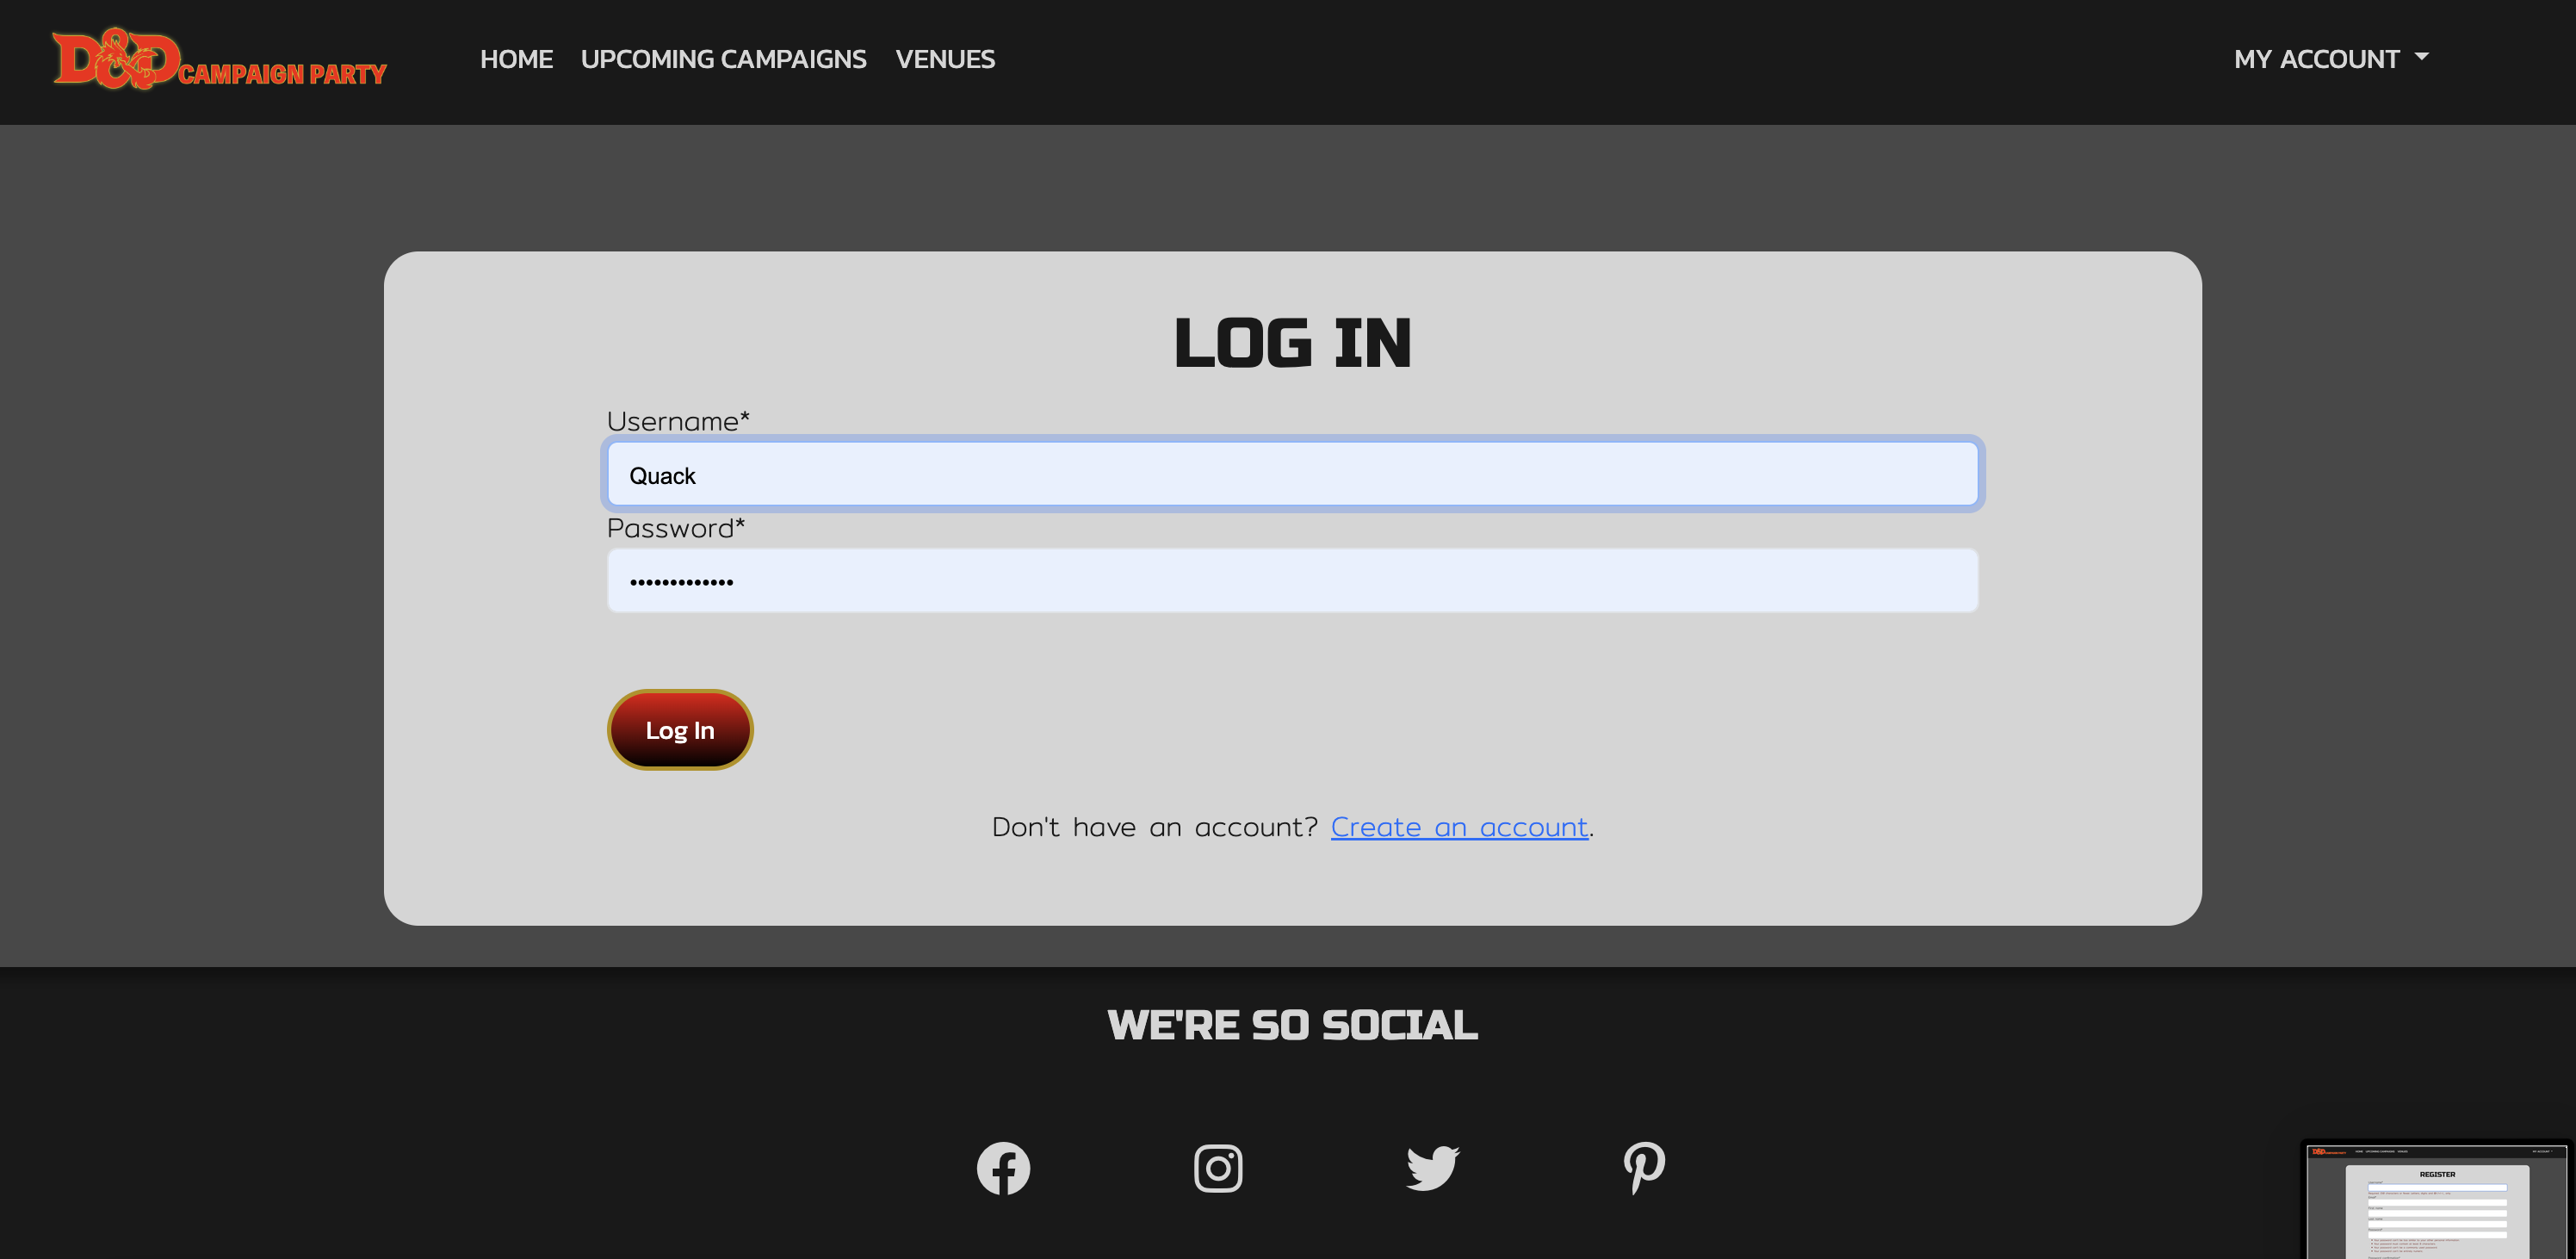 D&D CAMPAIGN PARTY
HOME UPCOMING CAMPAIGNS VENUES MY ACCOUNT
LOG IN
Username*
Quack
Password*
•••••••••••••
Log In
Don't have an account? Create an account.
WE'RE SO SOCIAL
REGISTER